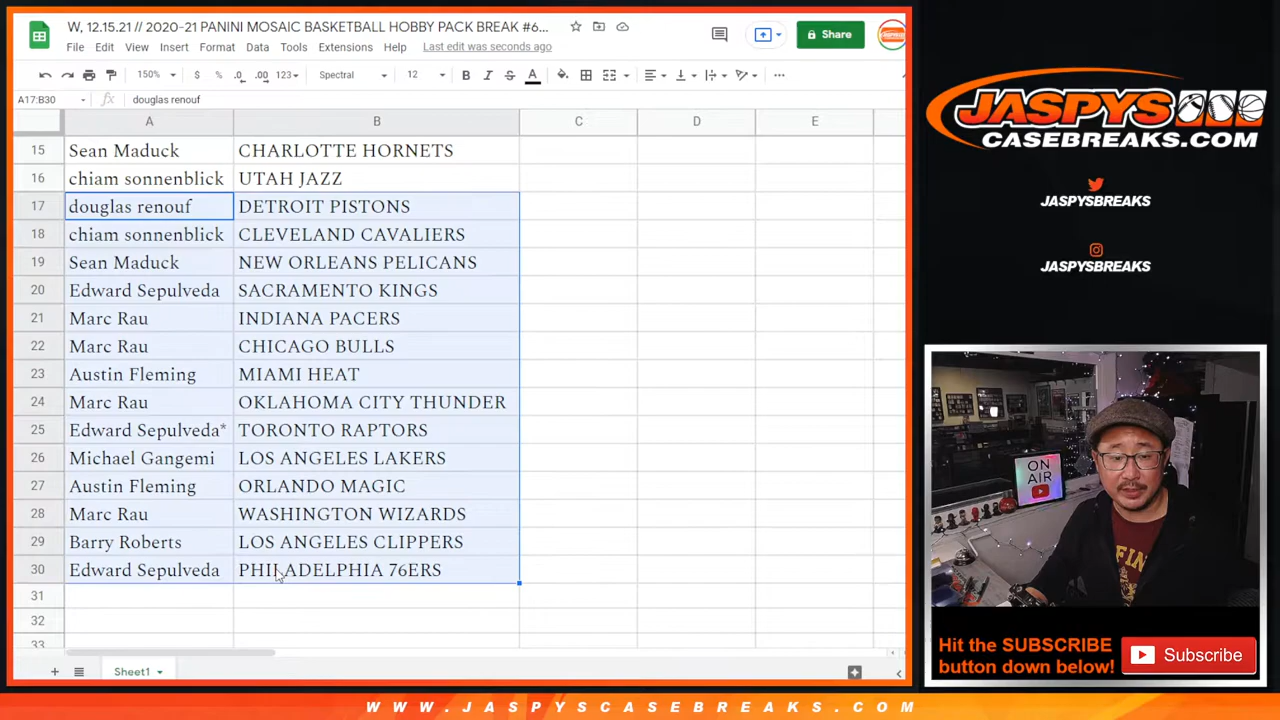 W, 12.15.21 // 2020-21 PANINI MOSAIC BASKETBALL HOBBY PACK BREAK #6...
File Edit View Insert Format Data Tools Extensions Help Last edit was seconds ago
Share
150% $ % .0 .00 123 Spectral 12 B I S A
A17:B30 fx douglas renouf
A B C D E
15 Sean Maduck CHARLOTTE HORNETS
16 chiam sonnenblick UTAH JAZZ
17 douglas renouf DETROIT PISTONS
18 chiam sonnenblick CLEVELAND CAVALIERS
19 Sean Maduck NEW ORLEANS PELICANS
20 Edward Sepulveda SACRAMENTO KINGS
21 Marc Rau INDIANA PACERS
22 Marc Rau CHICAGO BULLS
23 Austin Fleming MIAMI HEAT
24 Marc Rau OKLAHOMA CITY THUNDER
25 Edward Sepulveda* TORONTO RAPTORS
26 Michael Gangemi LOS ANGELES LAKERS
27 Austin Fleming ORLANDO MAGIC
28 Marc Rau WASHINGTON WIZARDS
29 Barry Roberts LOS ANGELES CLIPPERS
30 Edward Sepulveda PHILADELPHIA 76ERS
31
32
33
Sheet1
JASPYS
CASEBREAKS.COM
JASPYSBREAKS
JASPYSBREAKS
ON
AIR
Hit the SUBSCRIBE
button down below!
Subscribe
WWW.JASPYSCASEBREAKS.COM